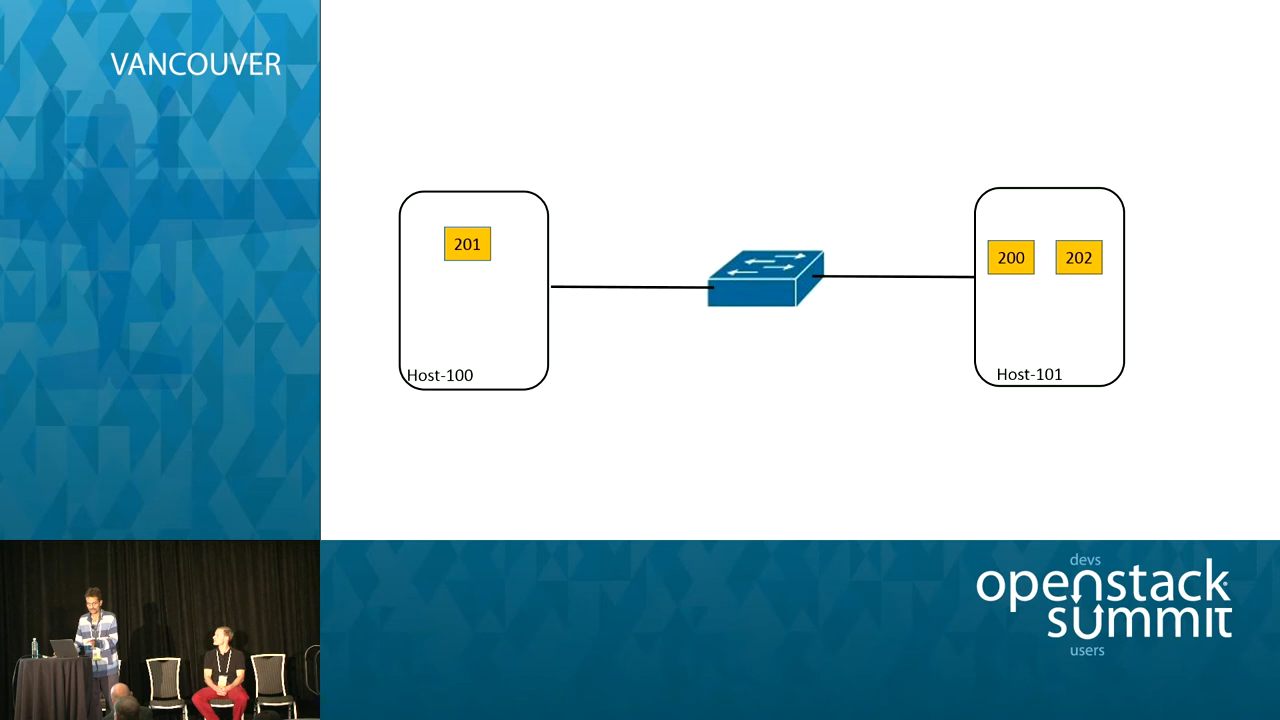 VANCOUVER
201
200
202
Host-100
Host-101
devs
openstack
summit
users